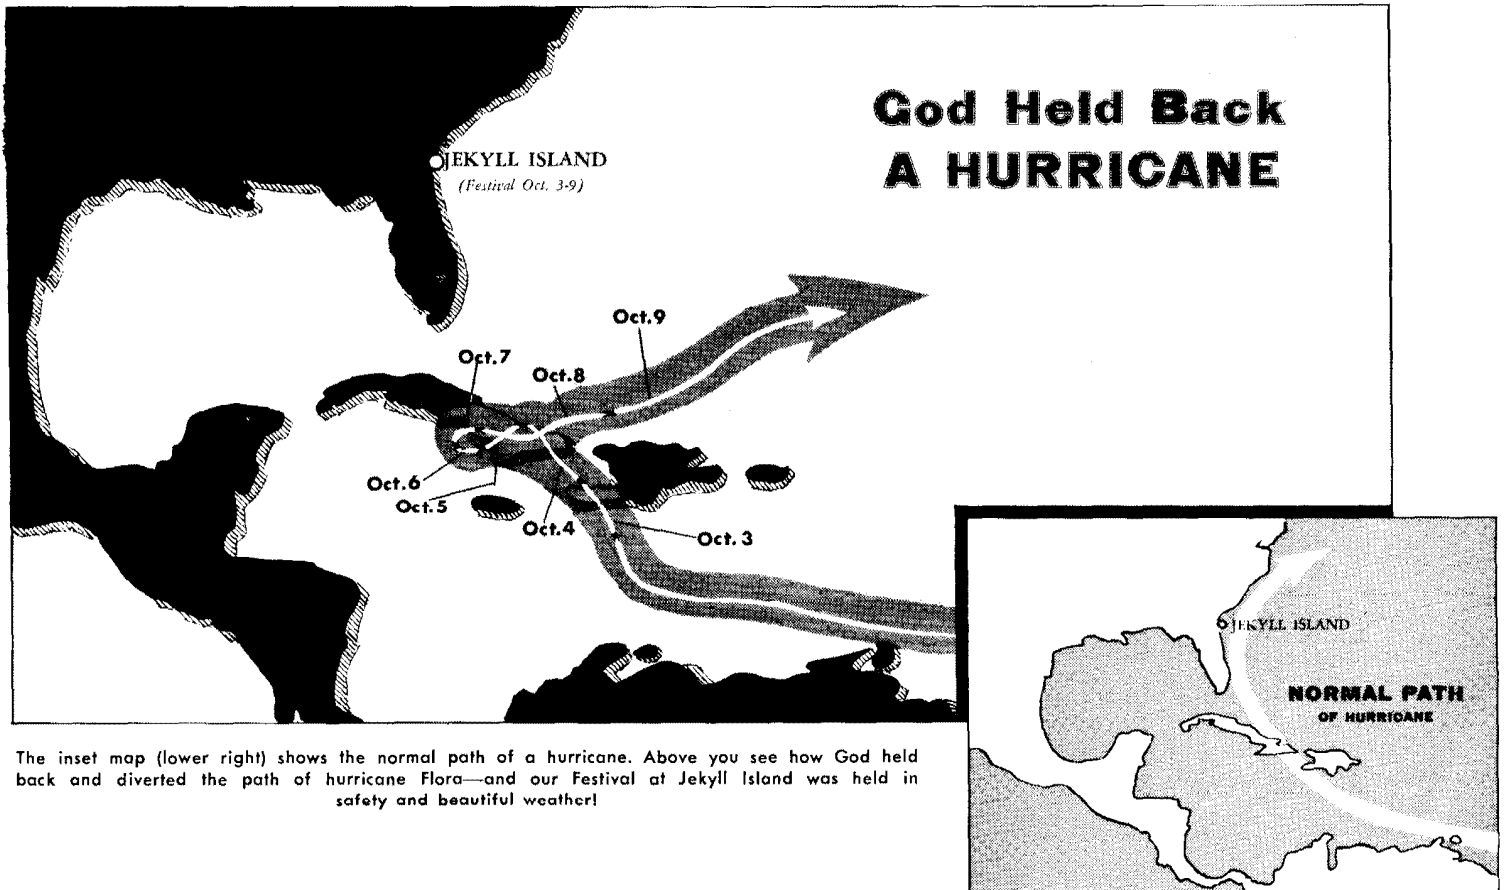 God Held Back
A HURRICANE
JEKYLL ISLAND
(Festival Oct. 3-9)
Oct.9
Oct.7
Oct.8
Oct.6
Oct.5
Oct.4
Oct. 3
JEKYLL ISLAND
NORMAL PATH
OF HURRICANE
The inset map (lower right) shows the normal path of a hurricane. Above you see how God held
back and diverted the path of hurricane Flora—and our Festival at Jekyll Island was held in
safety and beautiful weather!